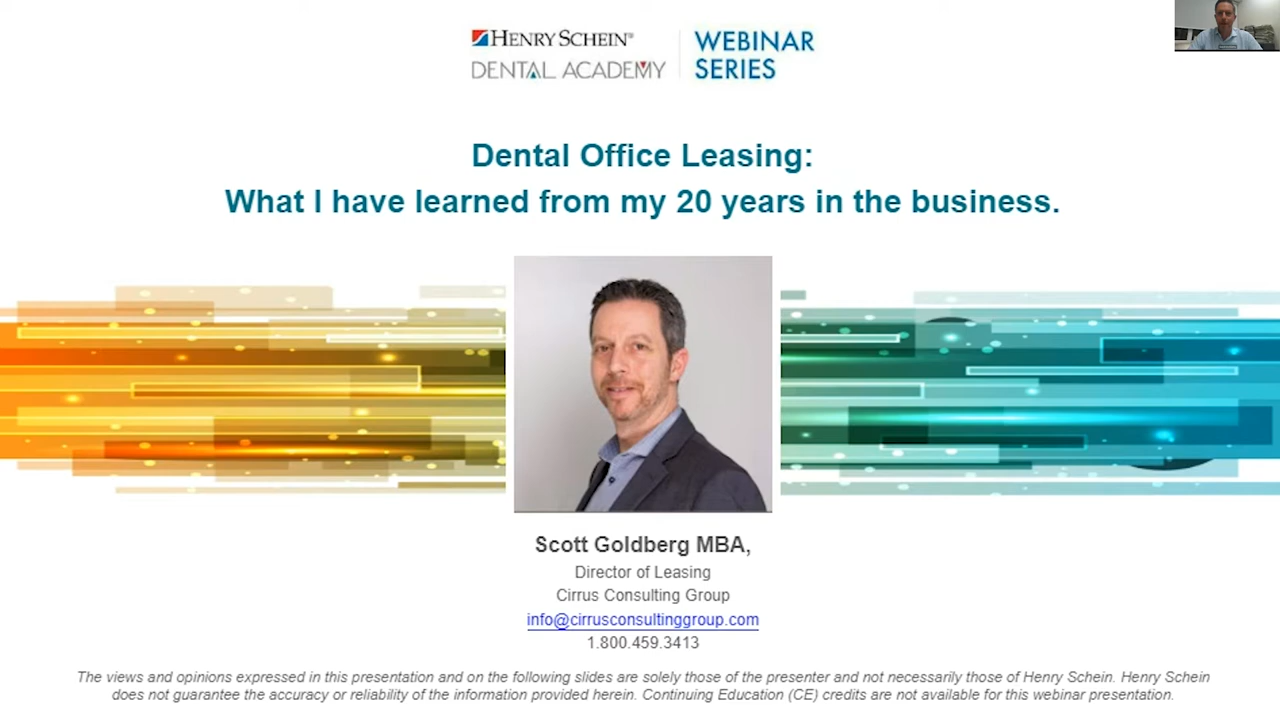 HENRY SCHEIN®
DENTAL ACADEMY
WEBINAR
SERIES
Dental Office Leasing:
What I have learned from my 20 years in the business.
Scott Goldberg MBA,
Director of Leasing
Cirrus Consulting Group
info@cirrusconsultinggroup.com
1.800.459.3413
The views and opinions expressed in this presentation and on the following slides are solely those of the presenter and not necessarily those of Henry Schein. Henry Schein
does not guarantee the accuracy or reliability of the information provided herein. Continuing Education (CE) credits are not available for this webinar presentation.